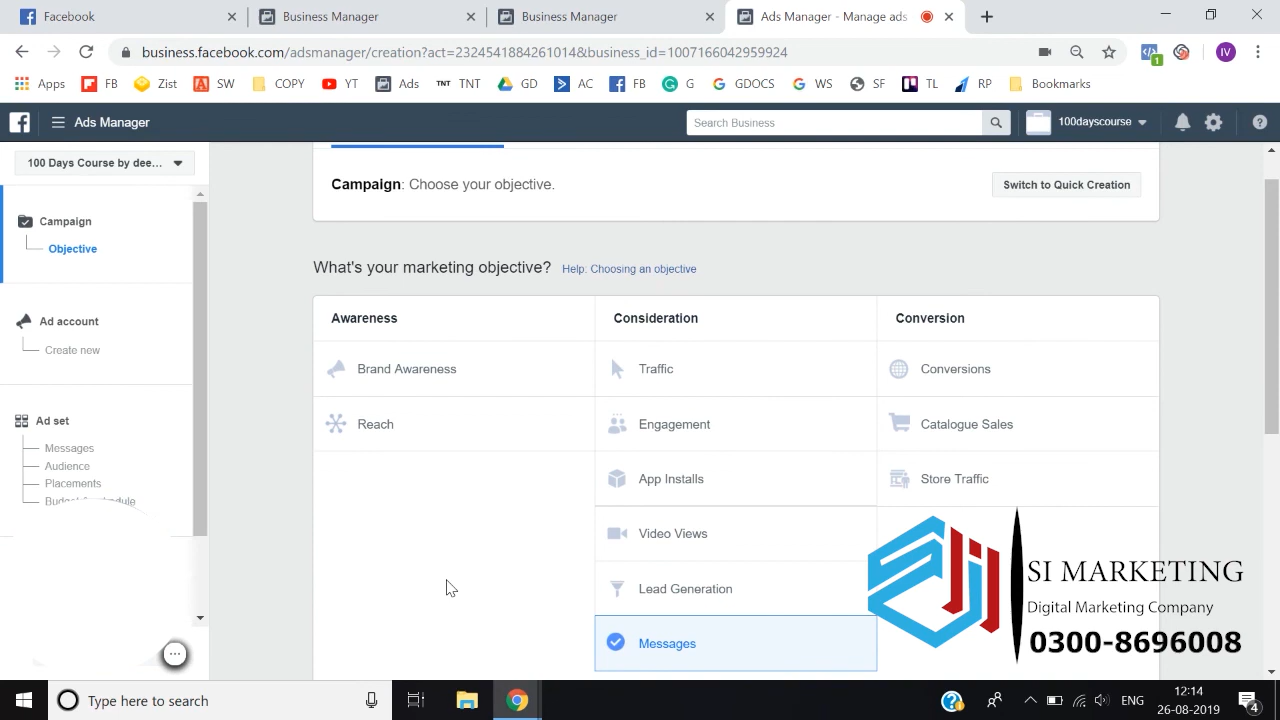 Facebook
Business Manager
Business Manager
Ads Manager - Manage ads
business.facebook.com/adsmanager/creation?act=2324541884261014&business_id=1007166042959924
IV
1
Apps
FB
Zist
SW
COPY
YT
Ads
TNT TNT
GD
AC
FB
G
GDOCS
WS
SF
TL
RP
Bookmarks
Ads Manager
Search Business
100dayscourse
100 Days Course by dee...
Campaign: Choose your objective.
Switch to Quick Creation
Campaign
Objective
What's your marketing objective?
Help: Choosing an objective
Ad account
Create new
Awareness
Consideration
Conversion
Brand Awareness
Traffic
Conversions
Reach
Engagement
Catalogue Sales
Ad set
Messages
Audience
Placements
App Installs
Store Traffic
Video Views
Lead Generation
Messages
SI MARKETING
Digital Marketing Company
0300-8696008
Type here to search
ENG
12:14
26-08-2019
4